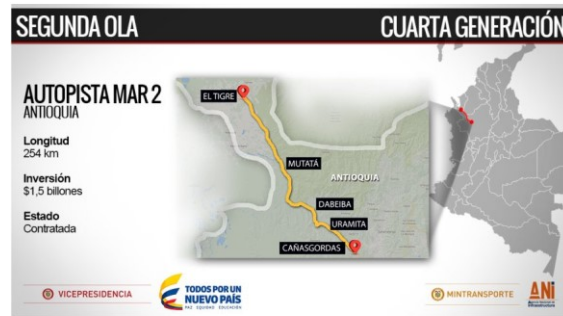 SEGUNDA OLA
CUARTA GENERACIÓN
AUTOPISTA MAR 2
ANTIOQUIA
Longitud
254 km
Inversión
$1,5 billones
Estado
Contratada
EL TIGRE
MUTATÁ
ANTIOQUIA
DABEIBA
URAMITA
CAÑASGORDAS
VICEPRESIDENCIA
TODOS POR UN
NUEVO PAÍS
PAZ EQUIDAD EDUCACIÓN
MINTRANSPORTE
ANI